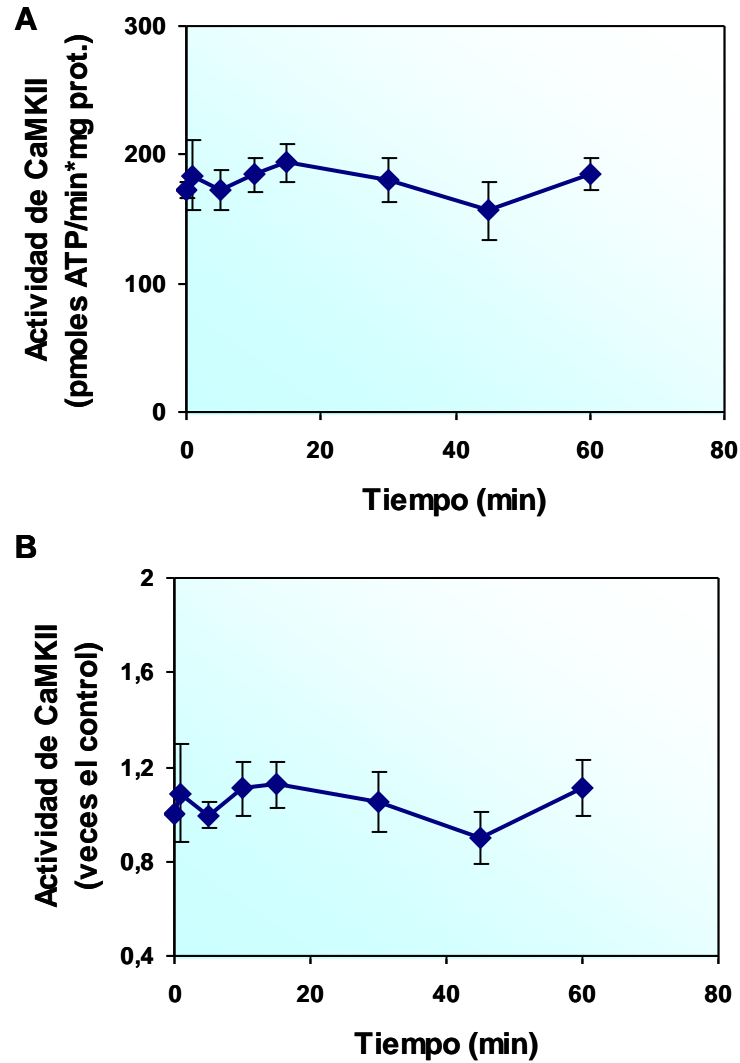 A
Actividad de CaMKII
(pmoles ATP/min*mg prot.)
300
200
100
0
0 20 40 60 80
Tiempo (min)
B
Actividad de CaMKII
(veces el control)
2
1,6
1,2
0,8
0,4
0 20 40 60 80
Tiempo (min)